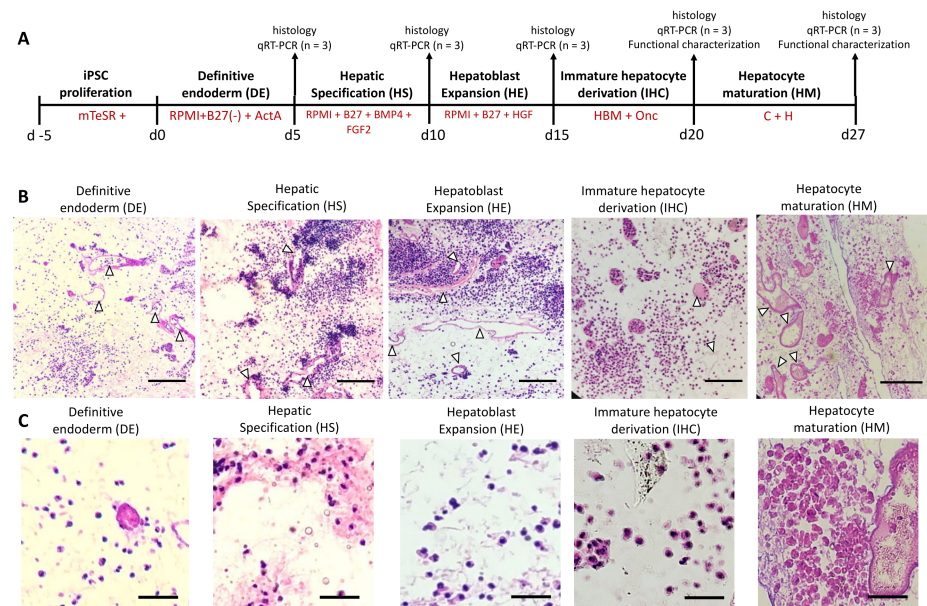 A
histology
qRT-PCR (n = 3)
histology
qRT-PCR (n = 3)
histology
qRT-PCR (n = 3)
histology
qRT-PCR (n = 3)
Functional characterization
histology
qRT-PCR (n = 3)
Functional characterization
iPSC
proliferation
Definitive
endoderm (DE)
Hepatic
Specification (HS)
Hepatoblast
Expansion (HE)
Immature hepatocyte
derivation (IHC)
Hepatocyte
maturation (HM)
mTeSR +
RPMI+B27(-) + ActA
RPMI + B27 + BMP4 +
FGF2
RPMI + B27 + HGF
HBM + Onc
C + H
d -5
d0
d5
d10
d15
d20
d27
B
Definitive
endoderm (DE)
Hepatic
Specification (HS)
Hepatoblast
Expansion (HE)
Immature hepatocyte
derivation (IHC)
Hepatocyte
maturation (HM)
C
Definitive
endoderm (DE)
Hepatic
Specification (HS)
Hepatoblast
Expansion (HE)
Immature hepatocyte
derivation (IHC)
Hepatocyte
maturation (HM)